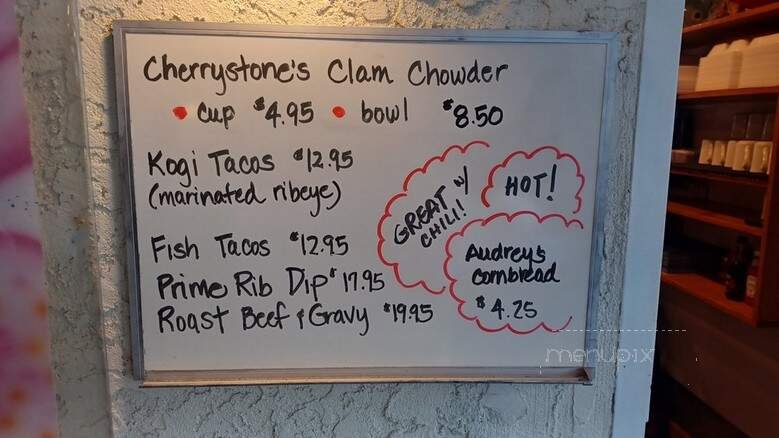 Cherrystone's Clam Chowder
• cup $4.95 • bowl $8.50
Kogi Tacos $12.95
(marinated ribeye)
GREAT w/
CHILI!
HOT!
Fish Tacos $12.95
Audrey's
cornbread
$4.25
Prime Rib Dip $17.95
Roast Beef & Gravy $19.95
menupix